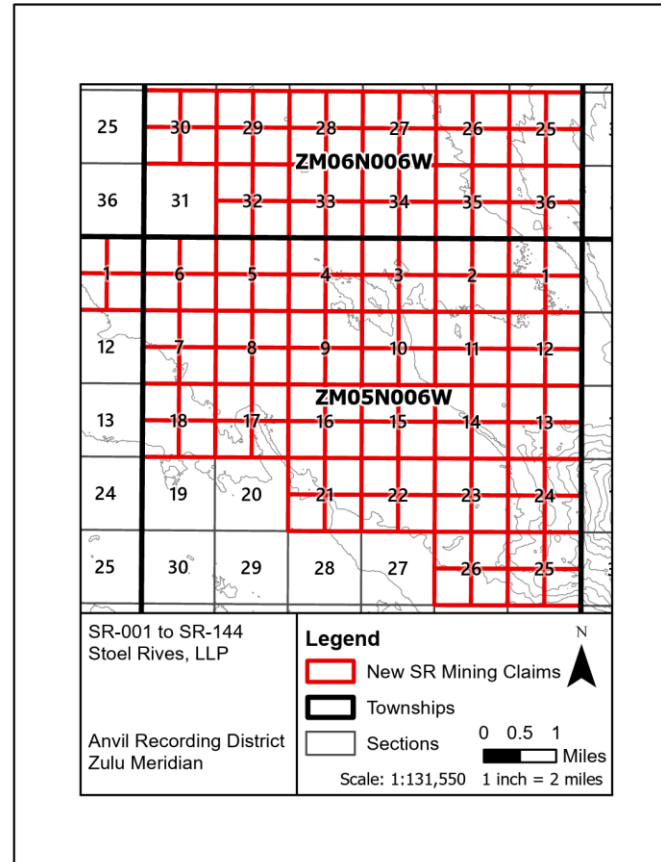 25 30 29 28 27 26 25
ZM06N006W
36 31 32 33 34 35 36
1 6 5 4 3 2 1
12 7 8 9 10 11 12
ZM05N006W
13 18 17 16 15 14 13
24 19 20 21 22 23 24
25 30 29 28 27 26 25
SR-001 to SR-144
Stoel Rives, LLP
Anvil Recording District
Zulu Meridian
Legend
New SR Mining Claims
Townships
Sections
N
0 0.5 1
Miles
Scale: 1:131,550 1 inch = 2 miles